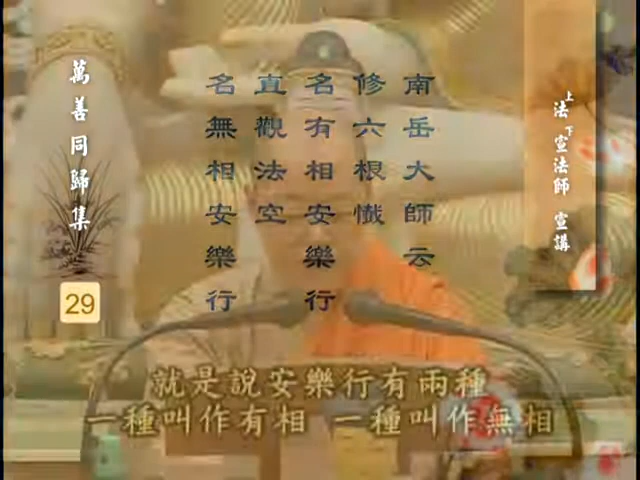 南岳大師云
修六根懺
名有相安樂行
直觀法空
名無相安樂行
上法下宣法師 宣講
萬善同歸集
29
就是說安樂行有兩種
一種叫作有相 一種叫作無相